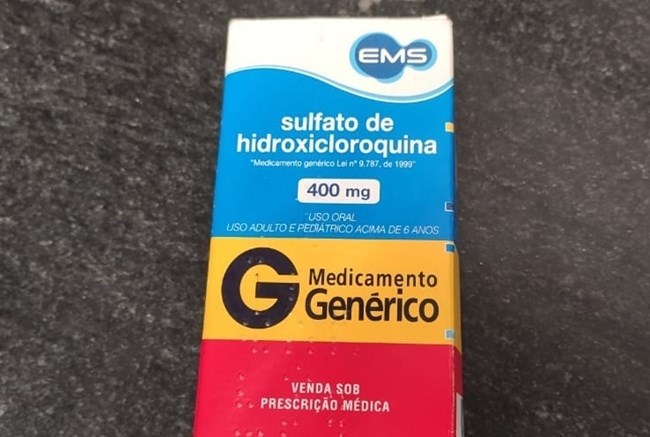 EMS
sulfato de
hidroxicloroquina
"Medicamento genérico Lei nº 9.787, de 1999"
400 mg
USO ORAL
USO ADULTO E PEDIÁTRICO ACIMA DE 6 ANOS
G Medicamento
Genérico
VENDA SOB
PRESCRIÇÃO MÉDICA